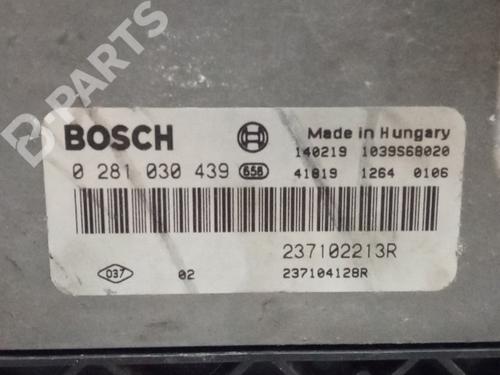 B-PARTS
BOSCH
Made in Hungary
140219 1039S68020
0 281 030 439 658 41819 1264 0106
237102213R
037 02 237104128R